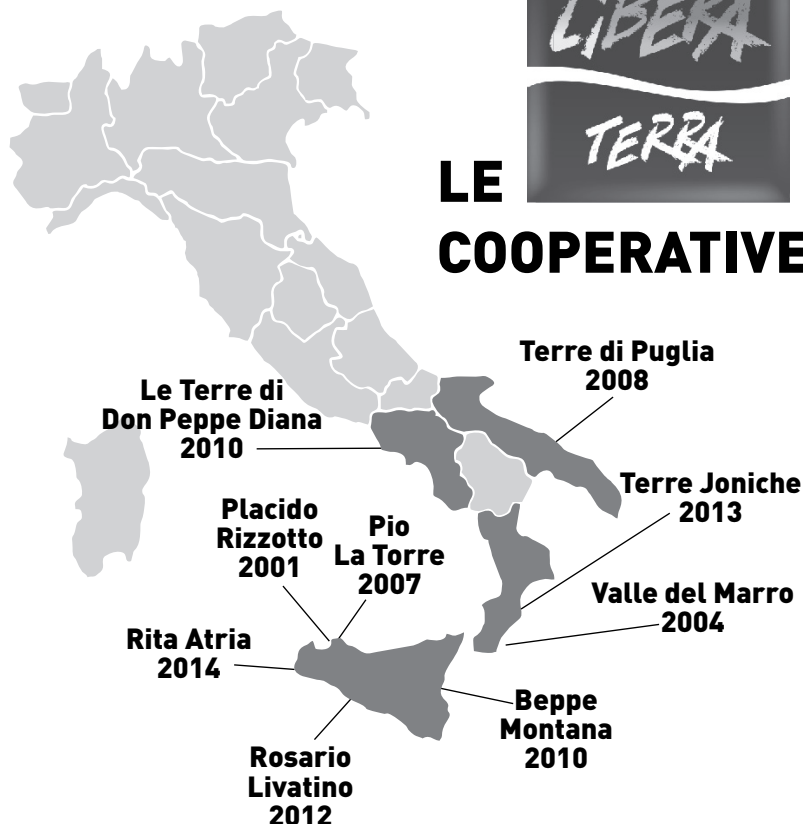 LIBERA
TERRA
LE
COOPERATIVE
Terre di Puglia
2008
Le Terre di
Don Peppe Diana
2010
Terre Joniche
2013
Placido
Rizzotto
2001
Pio
La Torre
2007
Valle del Marro
2004
Rita Atria
2014
Beppe
Montana
2010
Rosario
Livatino
2012